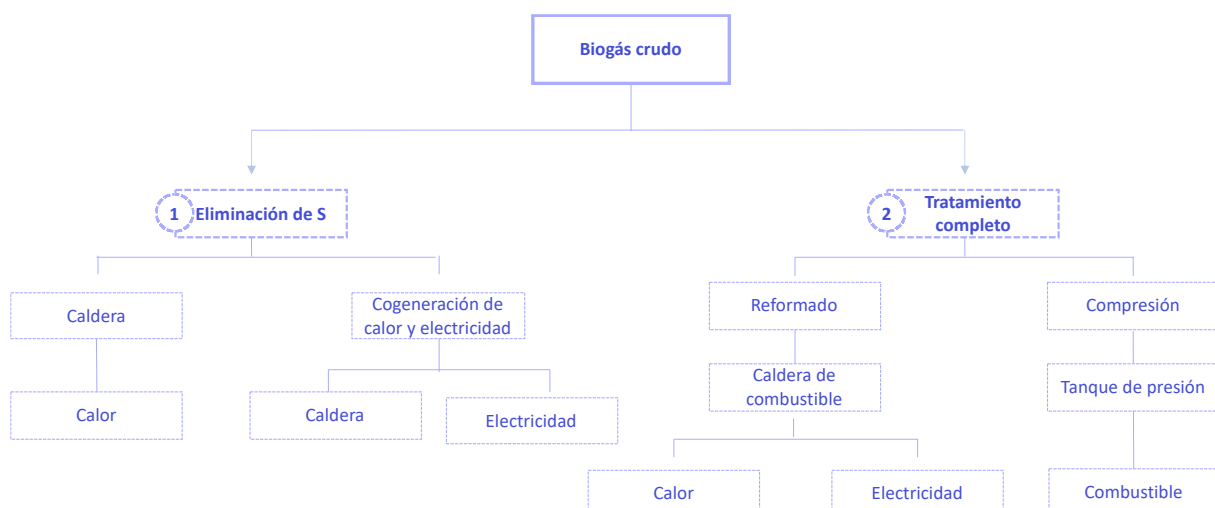 Biogás crudo
1 Eliminación de S
2 Tratamiento
completo
Caldera
Cogeneración de
calor y electricidad
Reformado
Compresión
Calor
Caldera
Electricidad
Caldera de
combustible
Tanque de presión
Calor
Electricidad
Combustible